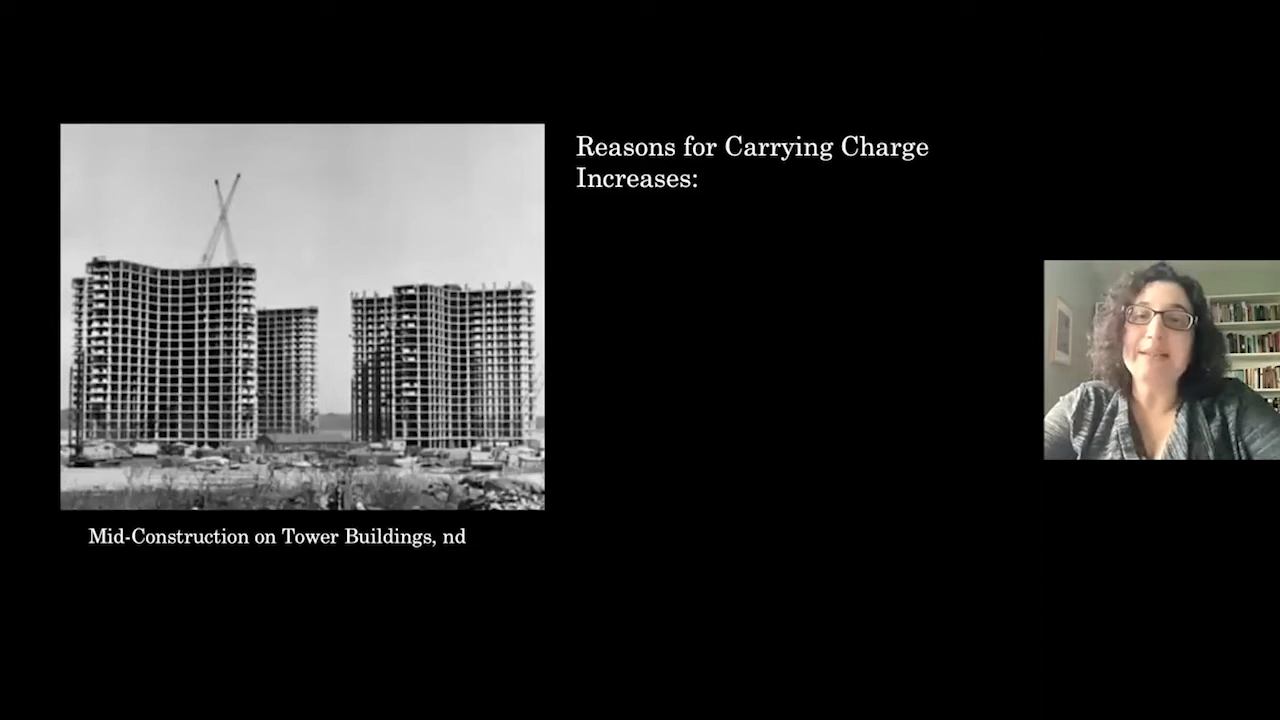 Reasons for Carrying Charge
Increases:
Mid-Construction on Tower Buildings, nd